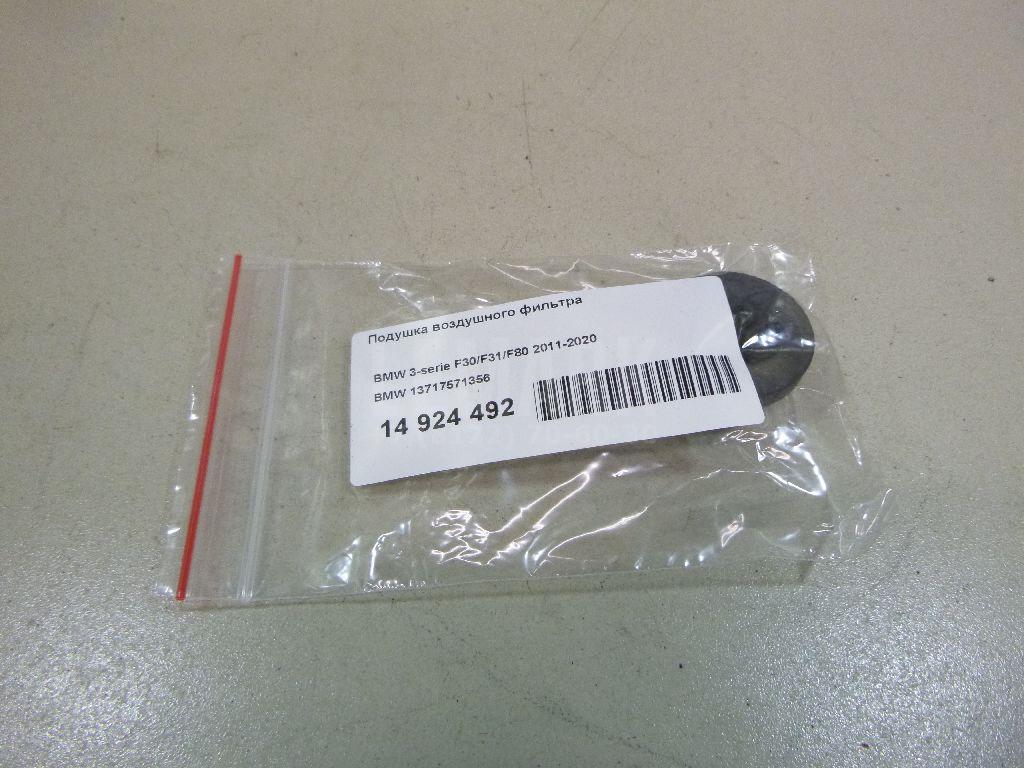 Подушка воздушного фильтра
BMW 3-serie F30/F31/F80 2011-2020
BMW 13717571356
14 924 492